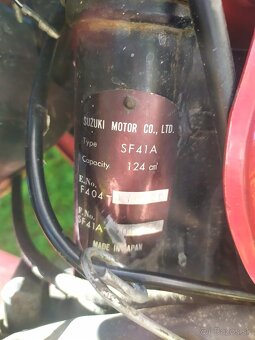 SUZUKI MOTOR CO., LTD.
Type SF41A
Capacity 124 cm³
E.No.
F404-
F.No.
SF41A-
MADE IN JAPAN